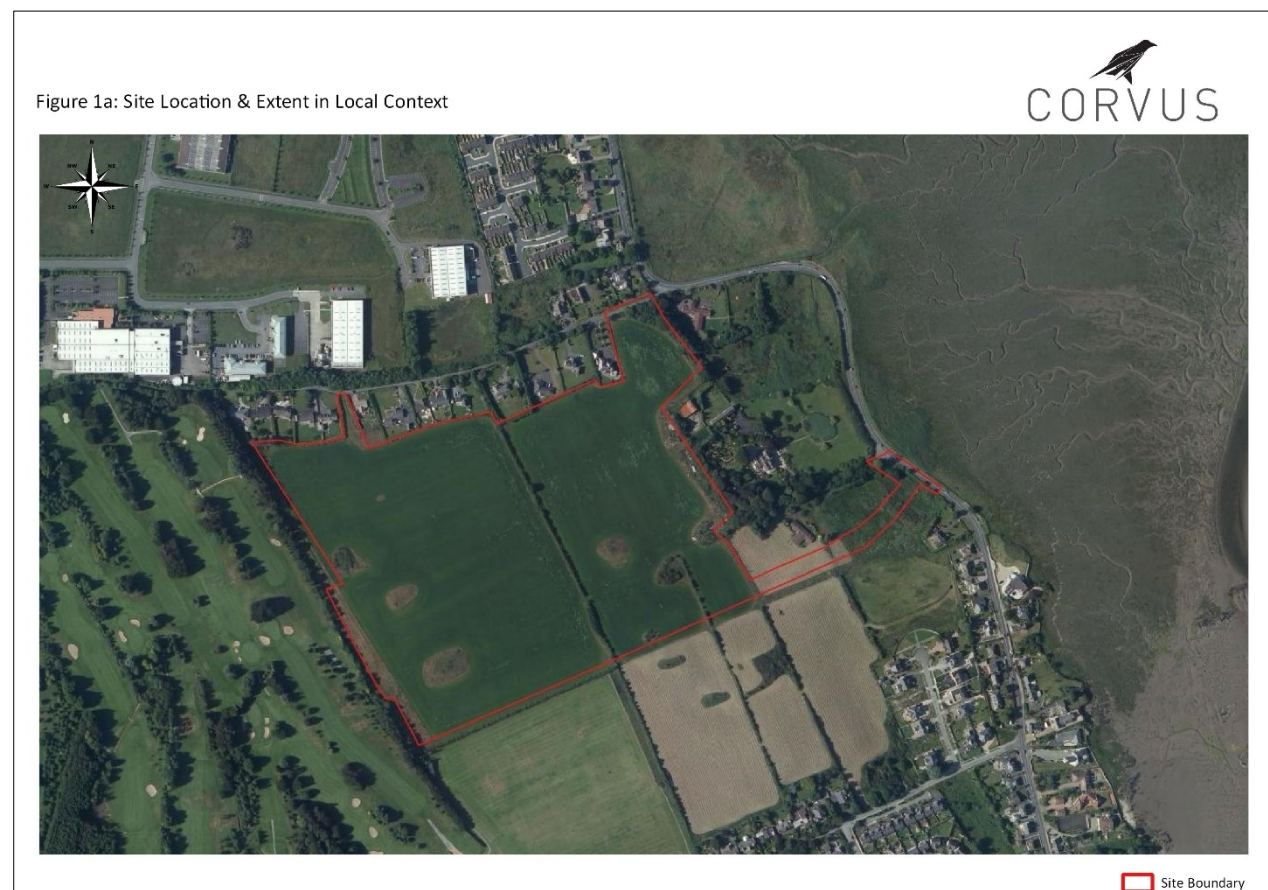 CORVUS
Figure 1a: Site Location & Extent in Local Context
N
NW NE
W E
SW SE
S
Site Boundary